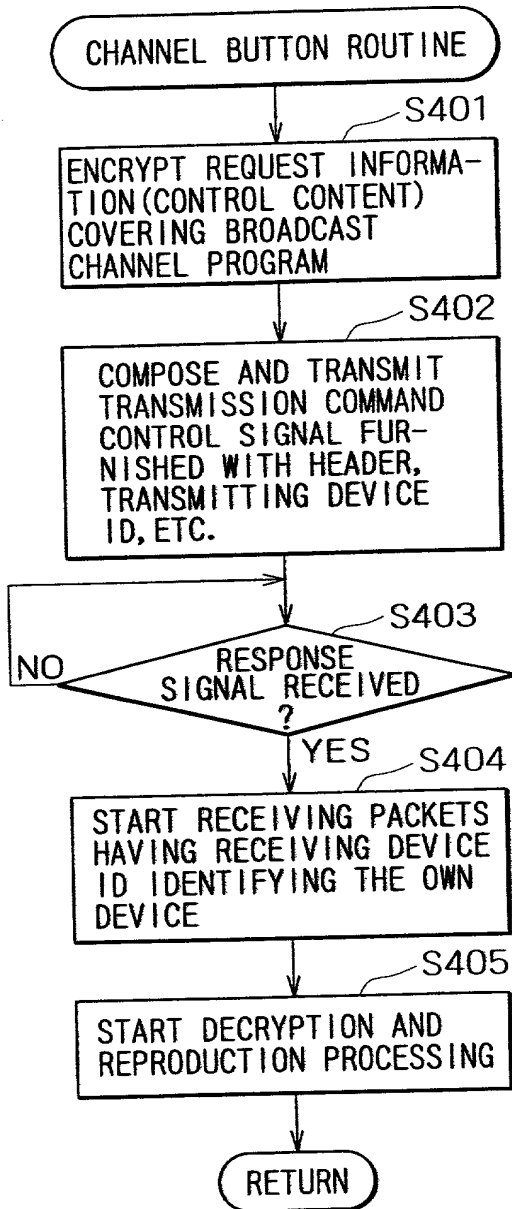 CHANNEL BUTTON ROUTINE
S401
ENCRYPT REQUEST INFORMA-
TION(CONTROL CONTENT)
COVERING BROADCAST
CHANNEL PROGRAM
S402
COMPOSE AND TRANSMIT
TRANSMISSION COMMAND
CONTROL SIGNAL FUR-
NISHED WITH HEADER,
TRANSMITTING DEVICE
ID, ETC.
S403
NO
RESPONSE
SIGNAL RECEIVED
?
YES
S404
START RECEIVING PACKETS
HAVING RECEIVING DEVICE
ID IDENTIFYING THE OWN
DEVICE
S405
START DECRYPTION AND
REPRODUCTION PROCESSING
RETURN